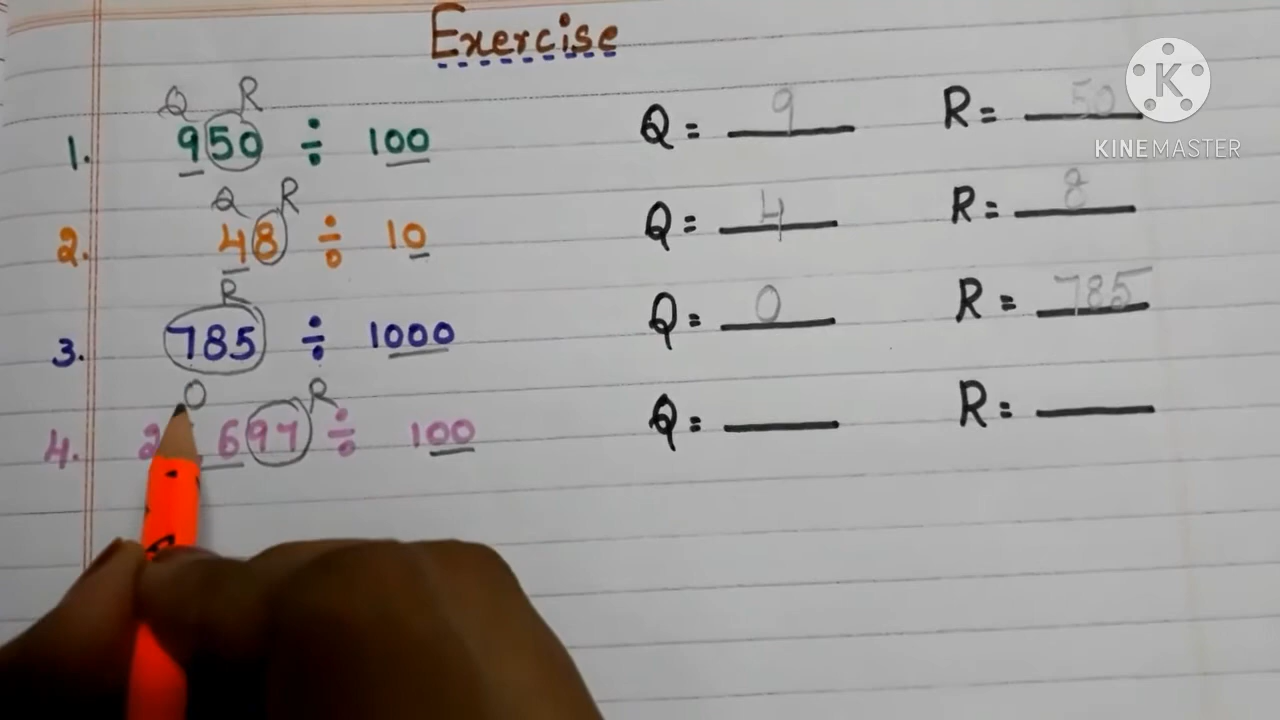 Exercise
Q R
1. 950 ÷ 100 Q = 9 R = 50
Q R
2. 48 ÷ 10 Q = 4 R = 8
R
3. 785 ÷ 1000 Q = 0 R = 785
R
4. 697 ÷ 100 Q = R =
K
KINEMASTER